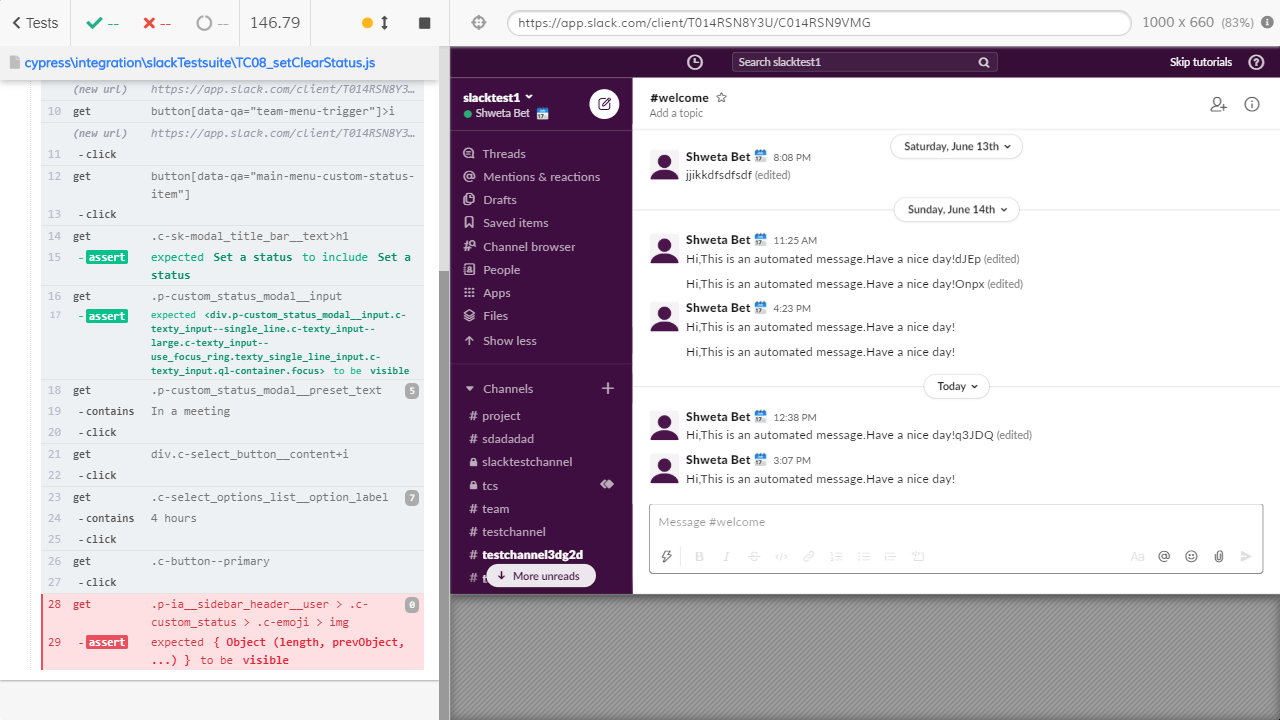 Tests
--
--
--
146.79
https://app.slack.com/client/T014RSN8Y3U/C014RSN9VMG
1000 x 660 (83%)
cypress\integration\slackTestsuite\TC08_setClearStatus.js
(new url) https://app.slack.com/client/T014RSN8Y3…
10 get button[data-qa="team-menu-trigger"]>i
(new url) https://app.slack.com/client/T014RSN8Y3…
11 - click
12 get button[data-qa="main-menu-custom-status-
item"]
13 - click
14 get .c-sk-modal_title_bar__text>h1
15 - assert expected Set a status to include Set a
status
16 get .p-custom_status_modal__input
17 - assert expected <div.p-custom_status_modal__input.c-
texty_input--single_line.c-texty_input--
large.c-texty_input--
use_focus_ring.texty_single_line_input.c-
texty_input.ql-container.focus> to be visible
18 get .p-custom_status_modal__preset_text 5
19 - contains In a meeting
20 - click
21 get div.c-select_button__content+i
22 - click
23 get .c-select_options_list__option_label 7
24 - contains 4 hours
25 - click
26 get .c-button--primary
27 - click
28 get .p-ia__sidebar_header__user > .c- 0
custom_status > .c-emoji > img
29 - assert expected { Object (length, prevObject,
...) } to be visible
Search slacktest1
Skip tutorials
slacktest1
Shweta Bet
Threads
Mentions & reactions
Drafts
Saved items
Channel browser
People
Apps
Files
Show less
Channels
# project
# sdadadad
slacktestchannel
tcs
# team
# testchannel
# testchannel3dg2d
# t
More unreads
#welcome
Add a topic
Saturday, June 13th
Shweta Bet 8:08 PM
jjikkdfsdfsdf (edited)
Sunday, June 14th
Shweta Bet 11:25 AM
Hi,This is an automated message.Have a nice day!dJEp (edited)
Hi,This is an automated message.Have a nice day!Onpx (edited)
Shweta Bet 4:23 PM
Hi,This is an automated message.Have a nice day!
Hi,This is an automated message.Have a nice day!
Today
Shweta Bet 12:38 PM
Hi,This is an automated message.Have a nice day!q3JDQ (edited)
Shweta Bet 3:07 PM
Hi,This is an automated message.Have a nice day!
Message #welcome
B I S </> Aa @